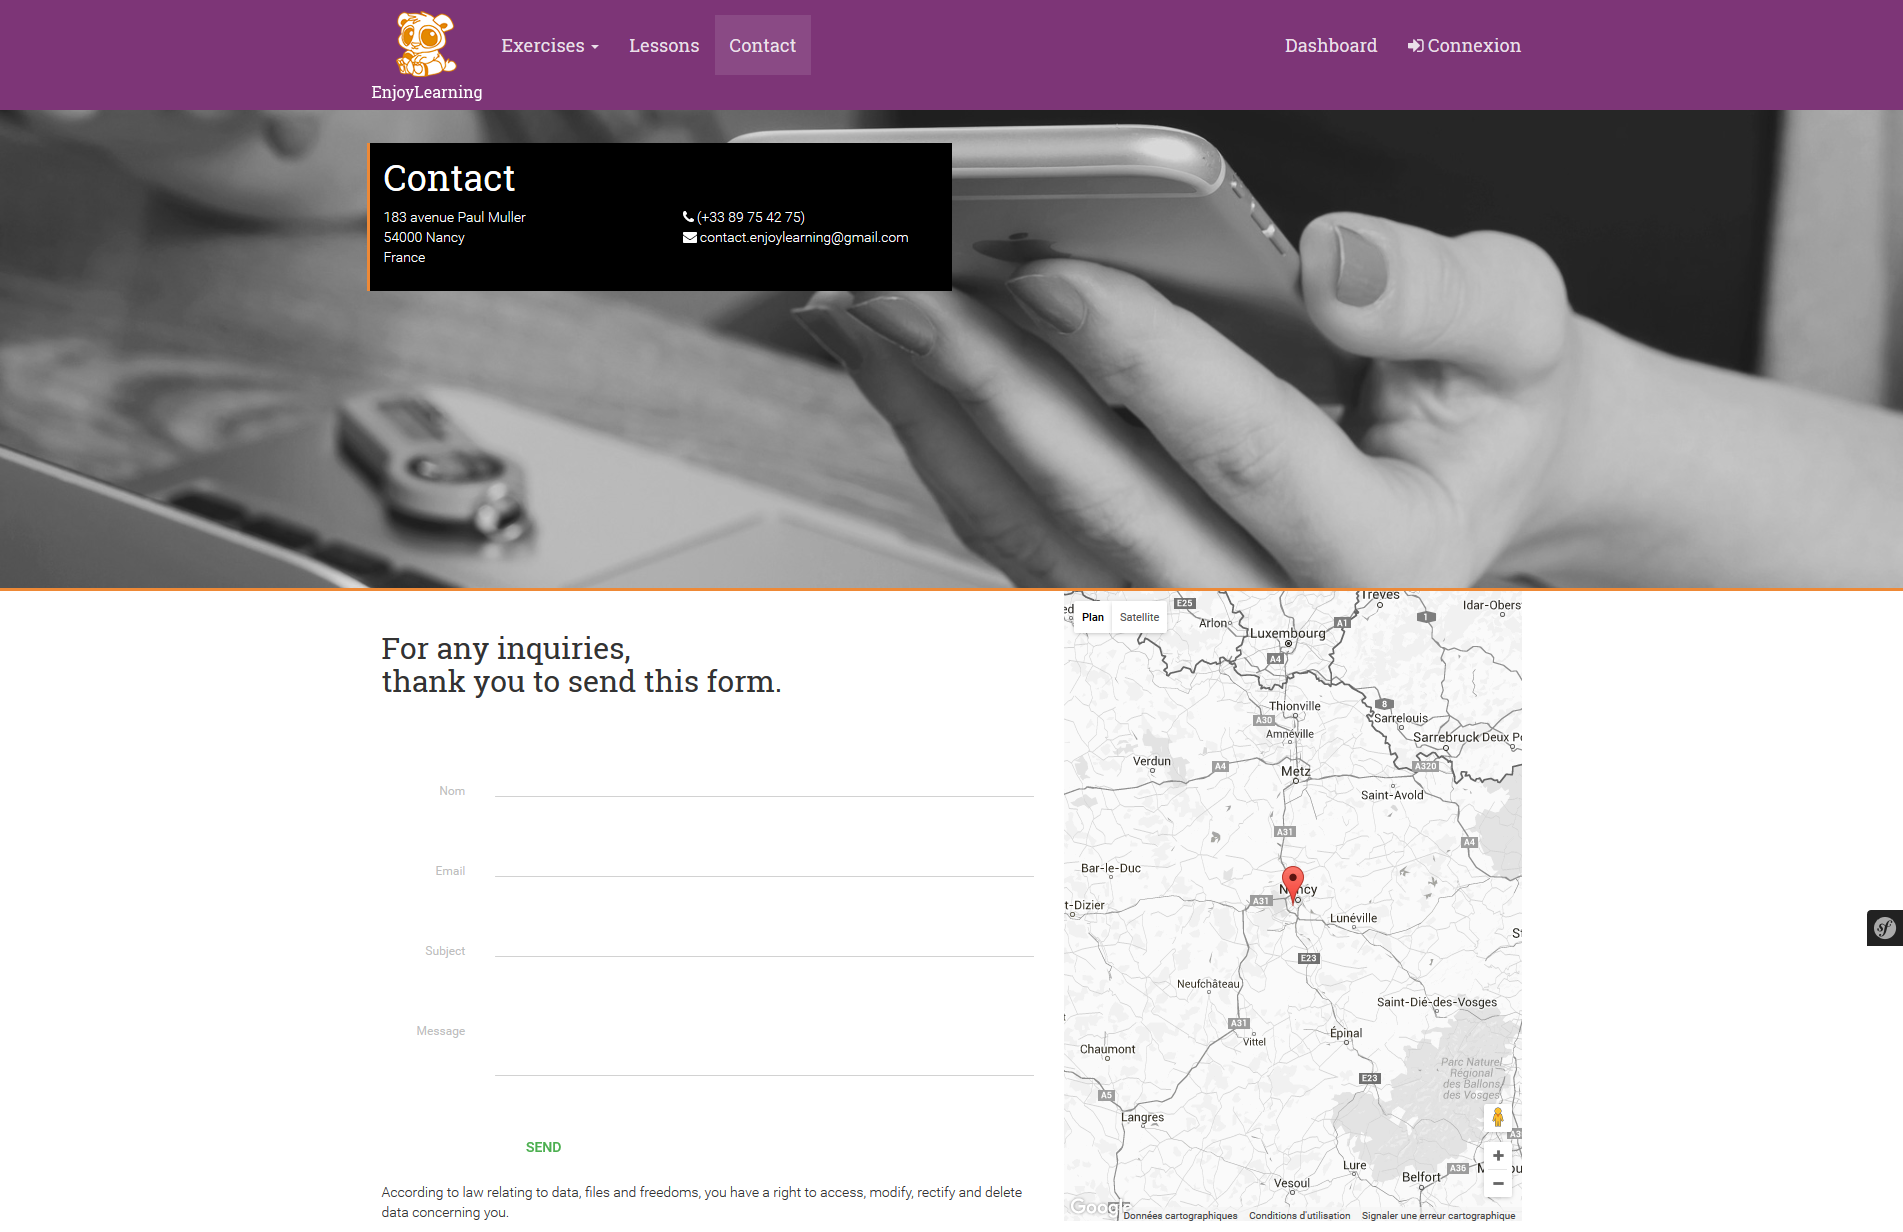 Exercises
Lessons
Contact
Dashboard
Connexion
EnjoyLearning
Contact
183 avenue Paul Muller
54000 Nancy
France
(+33 89 75 42 75)
contact.enjoylearning@gmail.com
For any inquiries,
thank you to send this form.
Nom
Email
Subject
Message
SEND
According to law relating to data, files and freedoms, you have a right to access, modify, rectify and delete
data concerning you.
Plan
Satellite
E25
Trèves
Idar-Obers
Arlon
A1
1
Luxembourg
A4
Thionville
8
A30
Sarrelouis
Amnéville
Sarrebruck
Deux P
Verdun
A4
Metz
A320
Saint-Avold
A31
A4
Bar-le-Duc
Nancy
t-Dizier
A31
Lunéville
E23
Neufchâteau
Saint-Dié-des-Vosges
A31
Vittel
Épinal
Chaumont
Parc Naturel
Régional
des Ballons
des Vosges
E23
A5
Langres
Lure
Belfort
A36
Vesoul
Google
Données cartographiques
Conditions d'utilisation
Signaler une erreur cartographique
sf